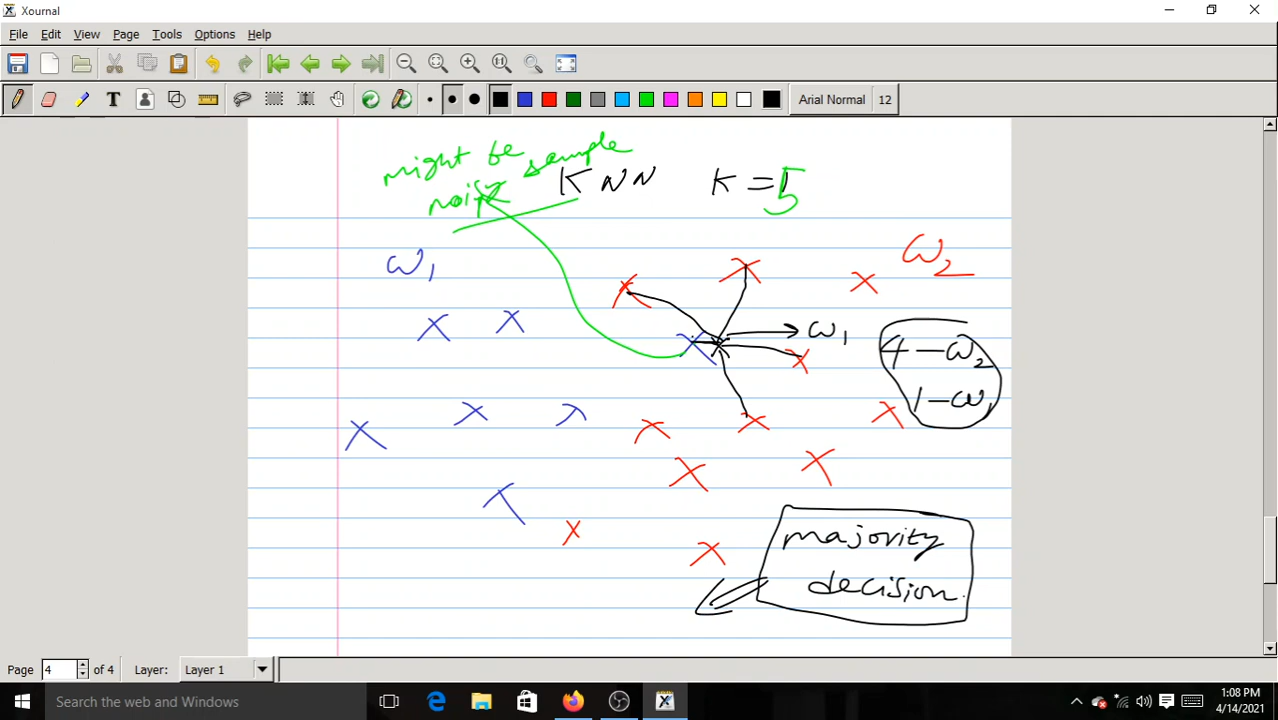 Xournal
File Edit View Page Tools Options Help
Arial Normal 12
might be
sample
noisy
KNN K = 5
ω1
ω2
ω1
4 - ω2
1 - ω1
majority
decision.
Page 4 of 4 Layer: Layer 1
Search the web and Windows
1:08 PM
4/14/2021